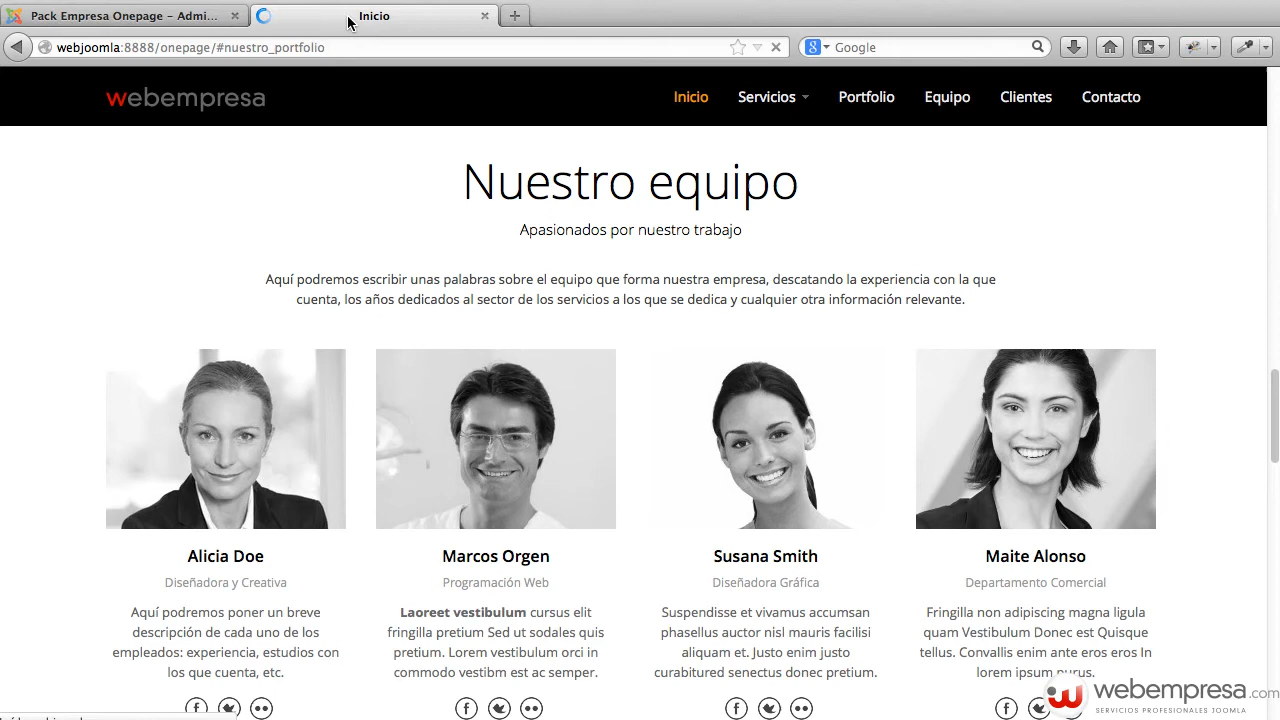 Pack Empresa Onepage – Admi...
Inicio
webjoomla:8888/onepage/#nuestro_portfolio
Google
webempresa
Inicio
Servicios
Portfolio
Equipo
Clientes
Contacto
Nuestro equipo
Apasionados por nuestro trabajo
Aquí podremos escribir unas palabras sobre el equipo que forma nuestra empresa, descatando la experiencia con la que
cuenta, los años dedicados al sector de los servicios a los que se dedica y cualquier otra información relevante.
Alicia Doe
Diseñadora y Creativa
Aquí podremos poner un breve
descripción de cada uno de los
empleados: experiencia, estudios con
los que cuenta, etc.
Marcos Orgen
Programación Web
Laoreet vestibulum cursus elit
fringilla pretium Sed ut sodales quis
pretium. Lorem vestibulum orci in
commodo vestibm est ac semper.
Susana Smith
Diseñadora Gráfica
Suspendisse et vivamus accumsan
phasellus auctor nisl mauris facilisi
aliquam et. Justo enim justo
curabitured senectus donec pretium.
Maite Alonso
Departamento Comercial
Fringilla non adipiscing magna ligula
quam Vestibulum Donec est Quisque
tellus. Convallis enim ante eros eros In
lorem ipsum purus.
webempresa.com
SERVICIOS PROFESIONALES JOOMLA